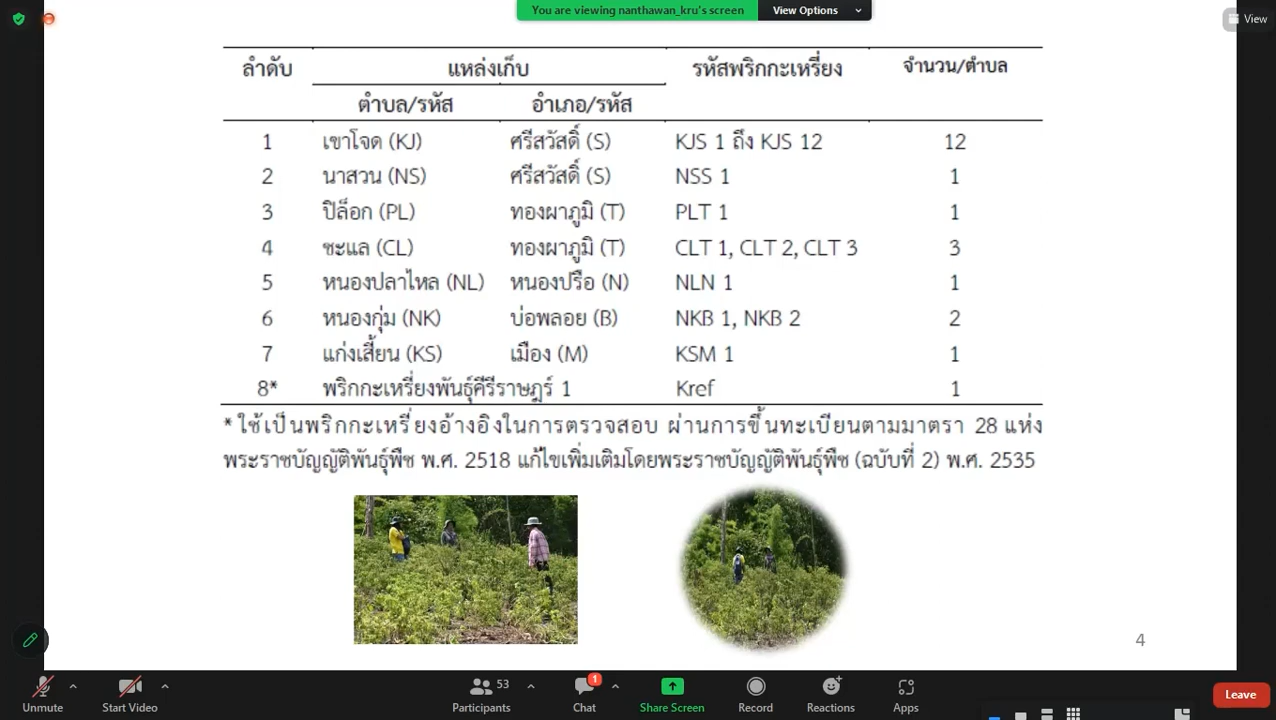 You are viewing nanthawan_kru's screen
View Options
View
ลำดับ แหล่งเก็บ รหัสพริกกะเหรี่ยง จำนวน/ตำบล
ตำบล/รหัส อำเภอ/รหัส
1 เขาโจด (KJ) ศรีสวัสดิ์ (S) KJS 1 ถึง KJS 12 12
2 นาสวน (NS) ศรีสวัสดิ์ (S) NSS 1 1
3 ปิล็อก (PL) ทองผาภูมิ (T) PLT 1 1
4 ชะแล (CL) ทองผาภูมิ (T) CLT 1, CLT 2, CLT 3 3
5 หนองปลาไหล (NL) หนองปรือ (N) NLN 1 1
6 หนองกุ่ม (NK) บ่อพลอย (B) NKB 1, NKB 2 2
7 แก่งเสี้ยน (KS) เมือง (M) KSM 1 1
8* พริกกะเหรี่ยงพันธุ์คีรีราษฎร์ 1 Kref 1
* ใช้เป็นพริกกะเหรี่ยงอ้างอิงในการตรวจสอบ ผ่านการขึ้นทะเบียนตามมาตรา 28 แห่ง
พระราชบัญญัติพันธุ์พืช พ.ศ. 2518 แก้ไขเพิ่มเติมโดยพระราชบัญญัติพันธุ์พืช (ฉบับที่ 2) พ.ศ. 2535
4
53 1
Unmute Start Video Participants Chat Share Screen Record Reactions Apps Leave